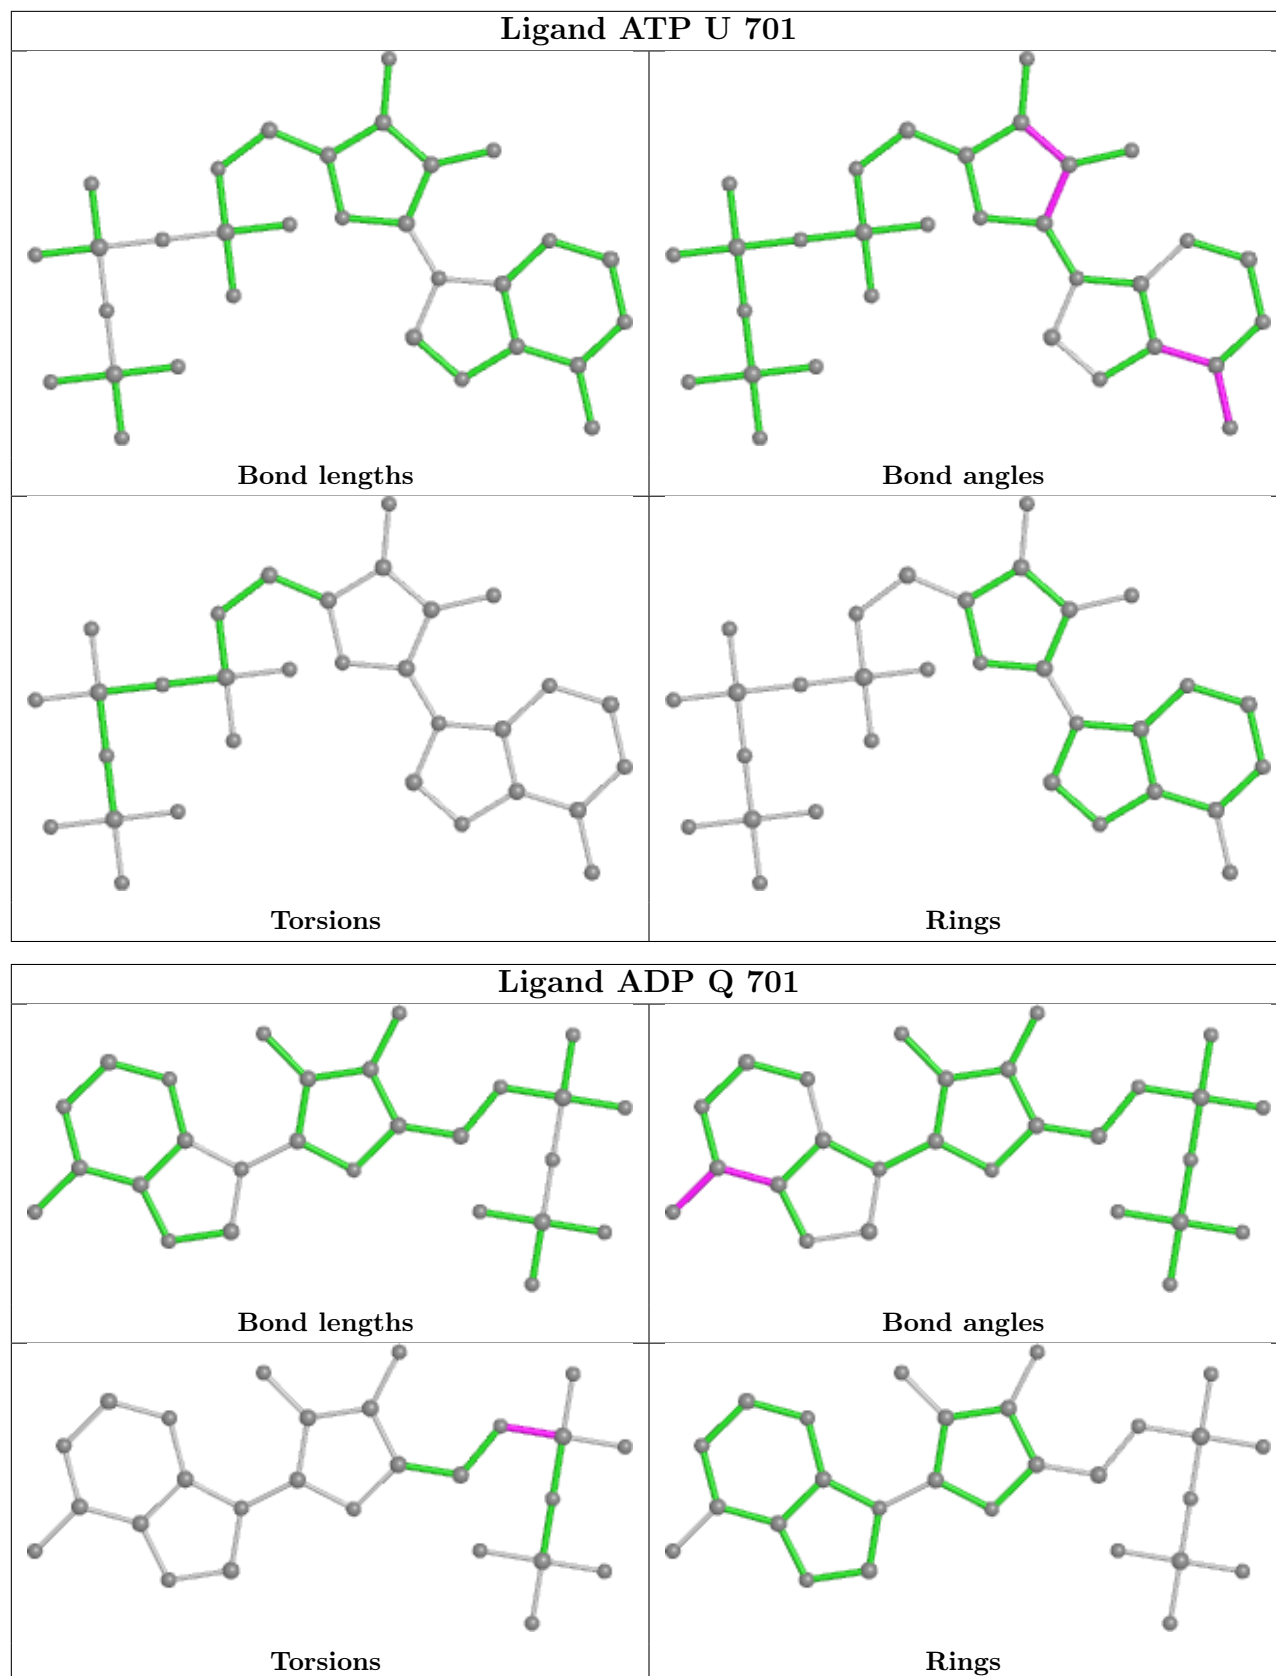 Ligand ATP U 701
Bond lengths
Bond angles
Torsions
Rings
Ligand ADP Q 701
Bond lengths
Bond angles
Torsions
Rings